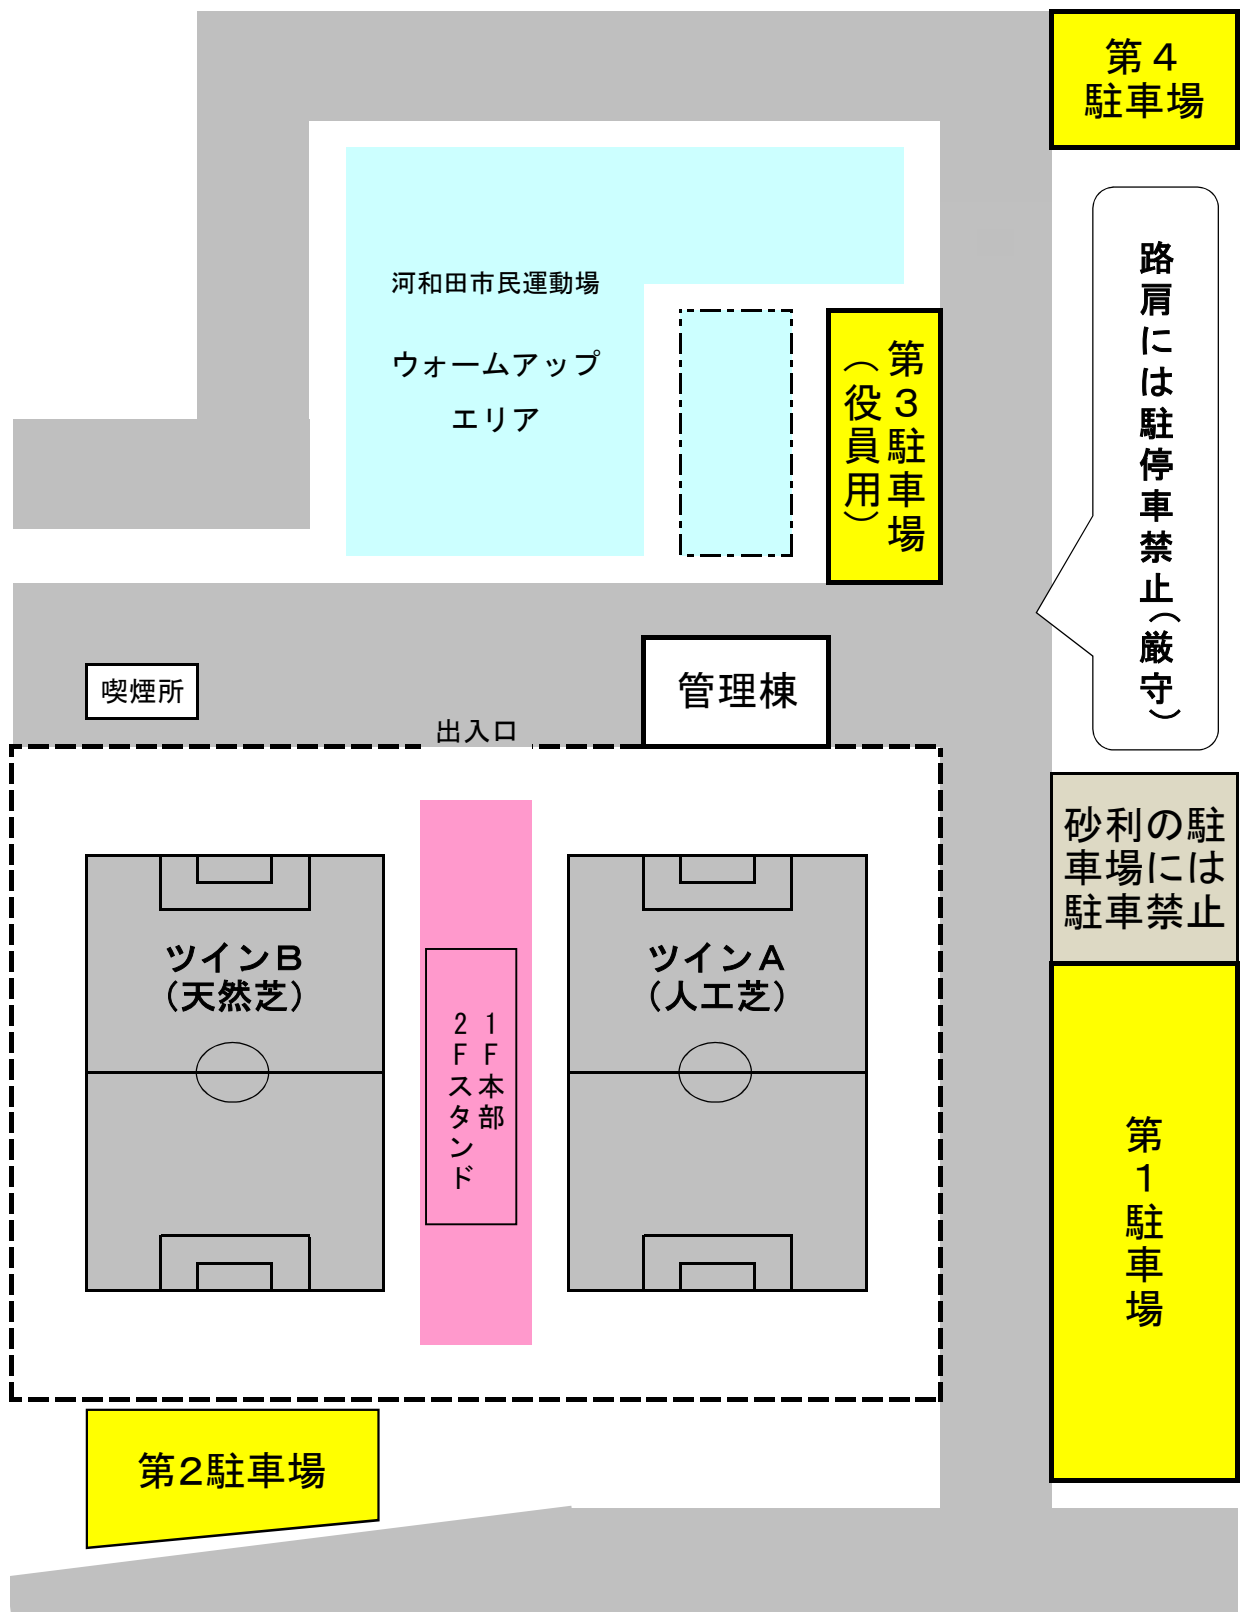 第４
駐車場
路肩には駐停車禁止（厳守）
河和田市民運動場
ウォームアップ
エリア
第３駐車場
（役員用）
喫煙所
管理棟
出入口
砂利の駐
車場には
駐車禁止
ツインＢ
（天然芝）
ツインＡ
（人工芝）
１Ｆ本部
２Ｆスタンド
第１駐車場
第２駐車場